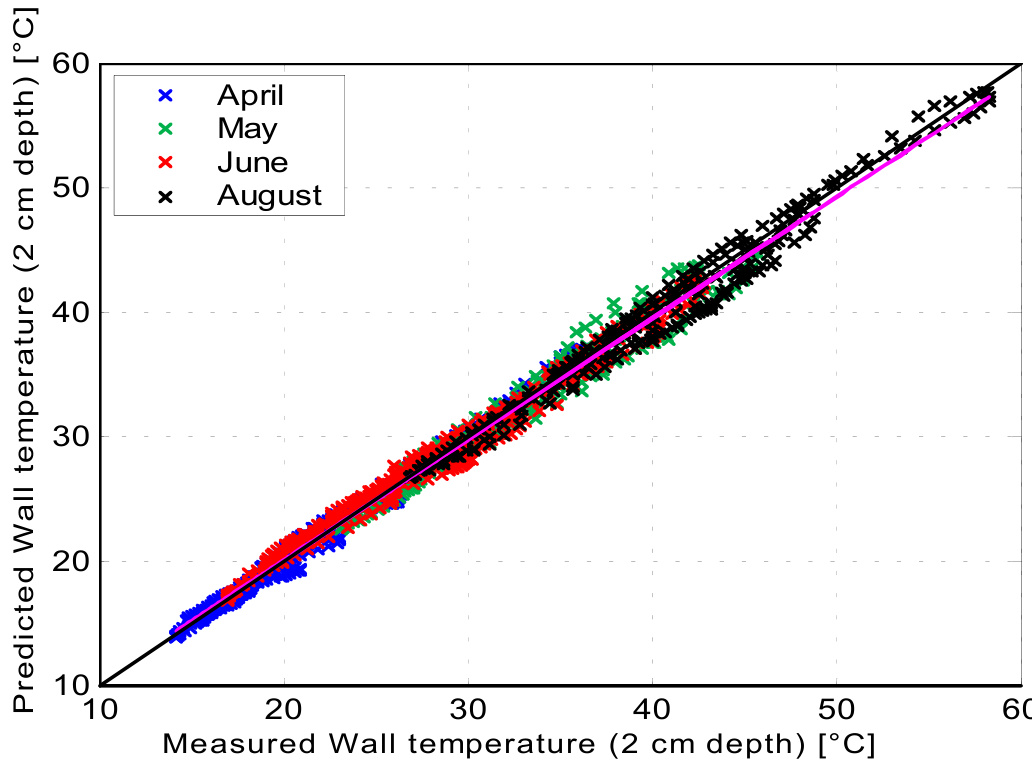 Predicted Wall temperature (2 cm depth) [°C]
60
50
40
30
20
10
April
May
June
August
10 20 30 40 50 60
Measured Wall temperature (2 cm depth) [°C]